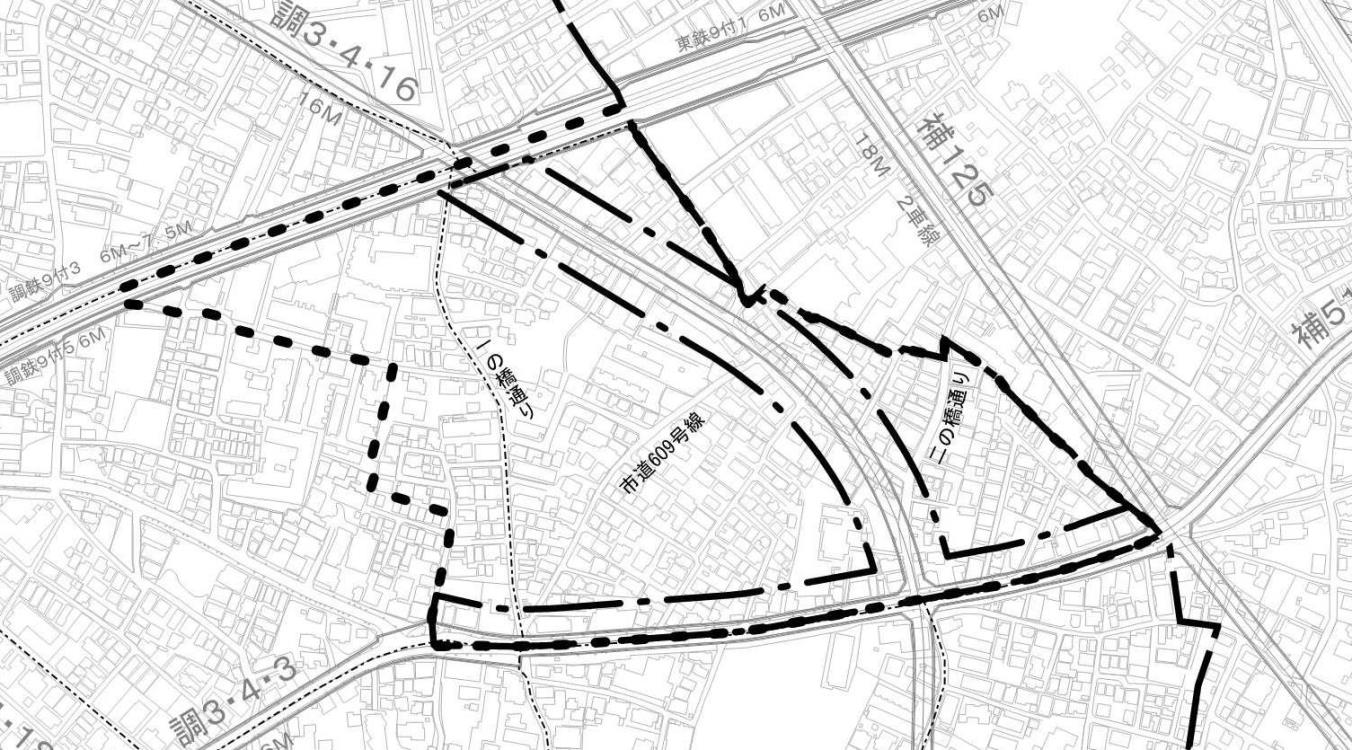 調3・4・16
16M
東鉄9付1 6M
6M
補125
18M 2車線
調鉄9付3 6M～7.5M
調鉄9付5 6M
補51
一の橋通り
二の橋通り
市道609号線
調3・4・3
6M